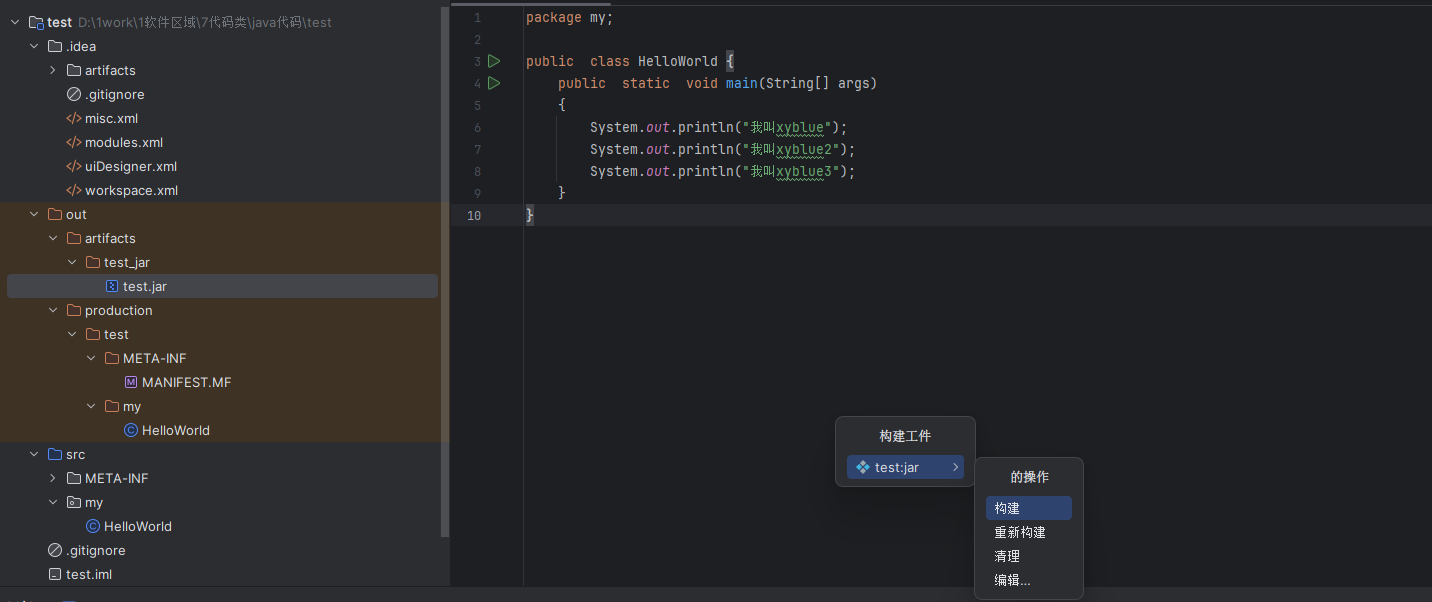 test D:\1work\1软件区域\7代码类\java代码\test
.idea
artifacts
.gitignore
misc.xml
modules.xml
uiDesigner.xml
workspace.xml
out
artifacts
test_jar
test.jar
production
test
META-INF
MANIFEST.MF
my
HelloWorld
src
META-INF
my
HelloWorld
.gitignore
test.iml
1 package my;
2
3 public  class HelloWorld {
4     public  static  void main(String[] args)
5     {
6         System.out.println("我叫xyblue");
7         System.out.println("我叫xyblue2");
8         System.out.println("我叫xyblue3");
9     }
10 }
构建工件
test:jar
的操作
构建
重新构建
清理
编辑...